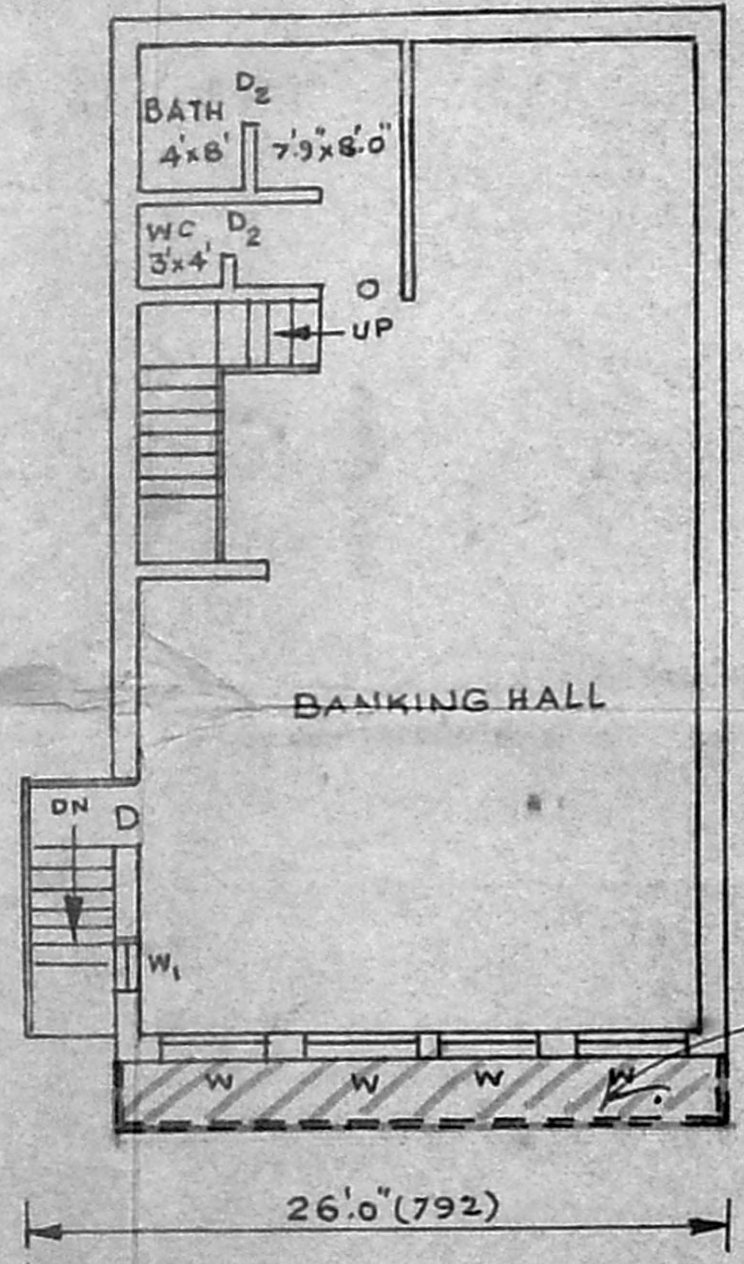 D2
BATH
4'x8' 7'.9"x8'.0"
WC D2
3'x4'
O
UP
BANKING HALL
DN
D
W1
W W W W
26'.0"(792)